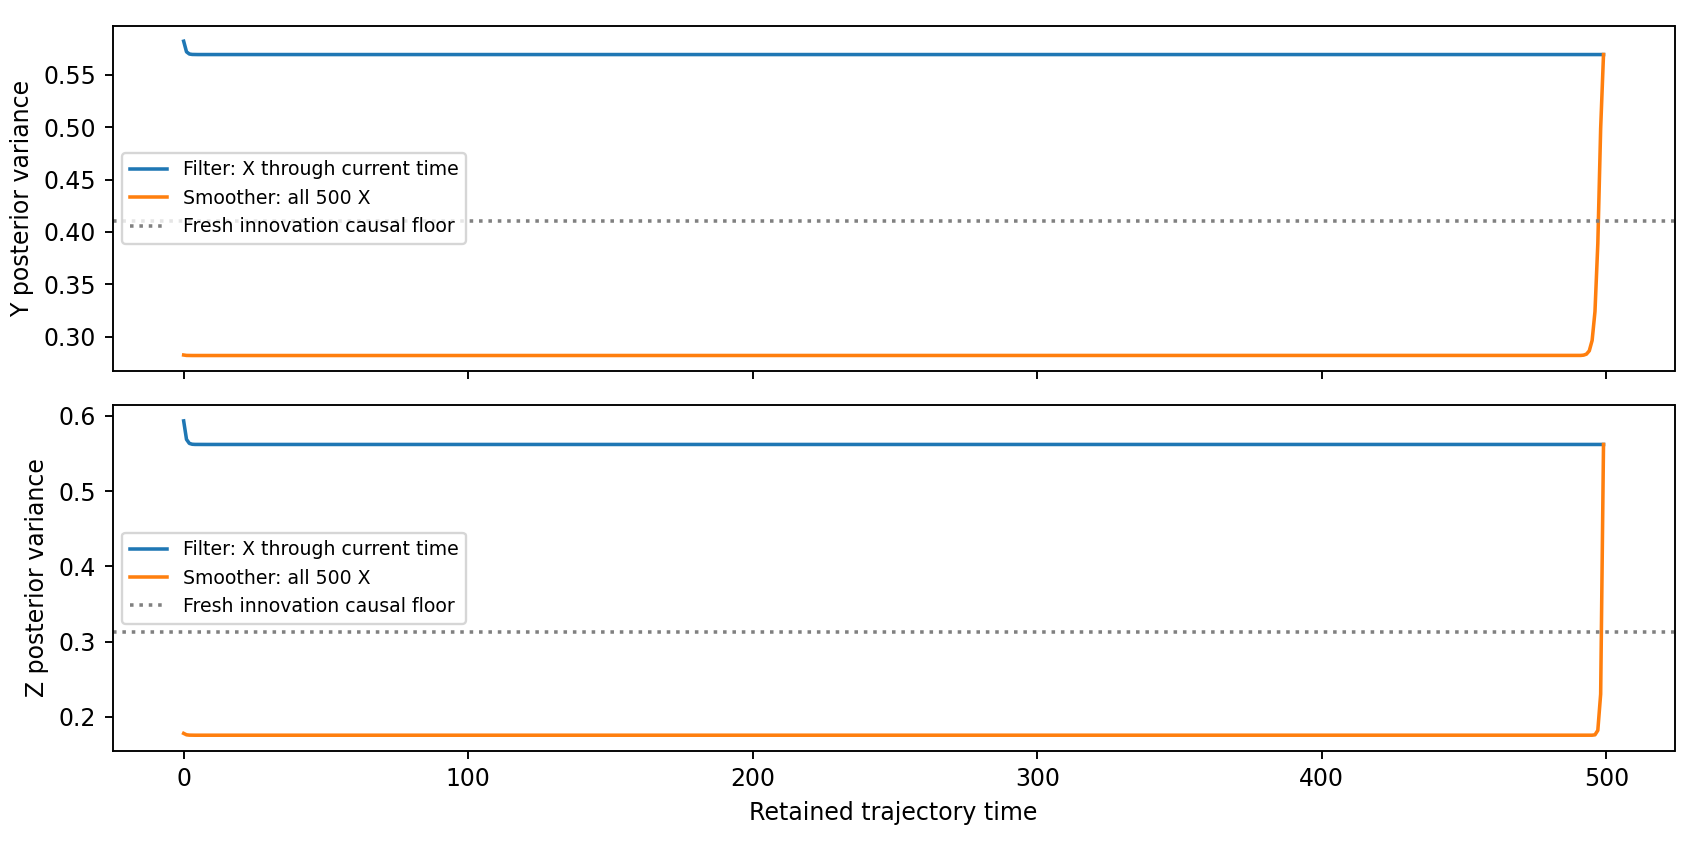 Y posterior variance
0.55
0.50
0.45
0.40
0.35
0.30
Filter: X through current time
Smoother: all 500 X
Fresh innovation causal floor
Z posterior variance
0.6
0.5
0.4
0.3
0.2
Filter: X through current time
Smoother: all 500 X
Fresh innovation causal floor
0 100 200 300 400 500
Retained trajectory time